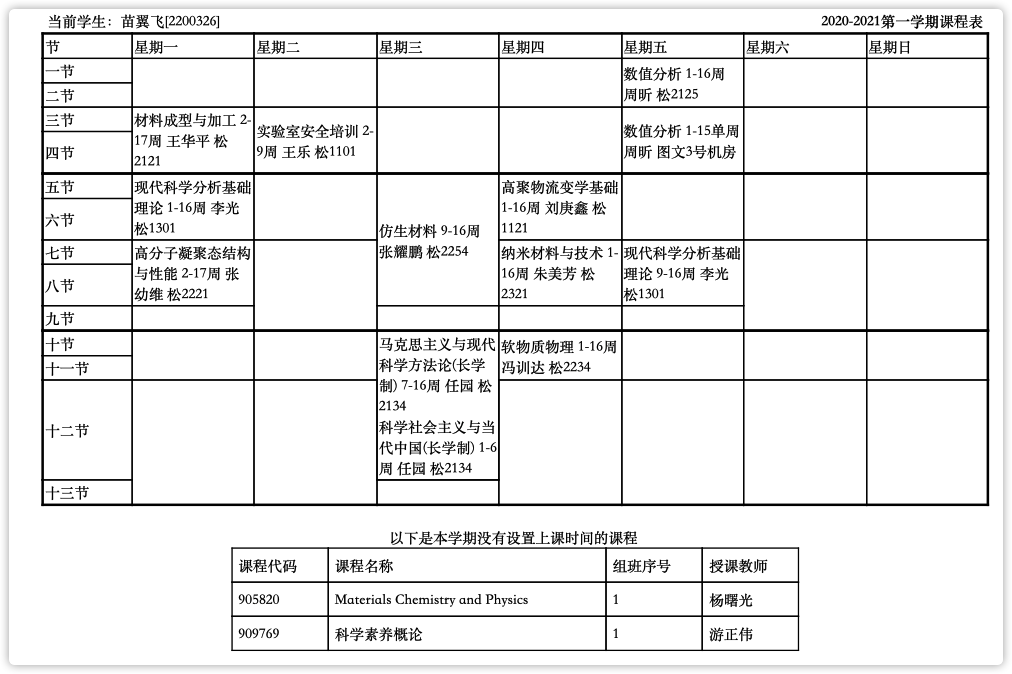 当前学生：苗翼飞[2200326]
2020-2021第一学期课程表
节
星期一
星期二
星期三
星期四
星期五
星期六
星期日
一节
二节
数值分析 1-16周
周昕 松2125
三节
四节
材料成型与加工 2-
17周 王华平 松
2121
实验室安全培训 2-
9周 王乐 松1101
数值分析 1-15单周
周昕 图文3号机房
五节
六节
现代科学分析基础
理论 1-16周 李光
松1301
仿生材料 9-16周
张耀鹏 松2254
高聚物流变学基础
1-16周 刘庚鑫 松
1121
七节
八节
高分子凝聚态结构
与性能 2-17周 张
幼维 松2221
纳米材料与技术 1-
16周 朱美芳 松
2321
现代科学分析基础
理论 9-16周 李光
松1301
九节
十节
十一节
十二节
马克思主义与现代
科学方法论(长学
制) 7-16周 任园 松
2134
科学社会主义与当
代中国(长学制) 1-6
周 任园 松2134
软物质物理 1-16周
冯训达 松2234
十三节
以下是本学期没有设置上课时间的课程
课程代码
课程名称
组班序号
授课教师
905820
Materials Chemistry and Physics
1
杨曙光
909769
科学素养概论
1
游正伟